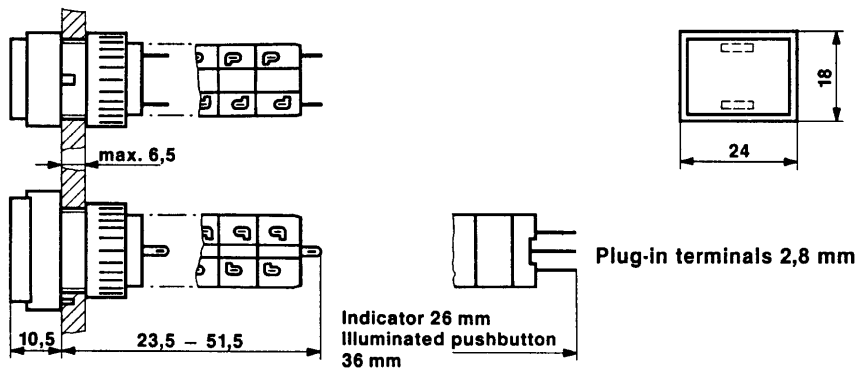 max. 6,5
18
24
Plug-in terminals 2,8 mm
10,5
23,5 – 51,5
Indicator 26 mm
Illuminated pushbutton
36 mm